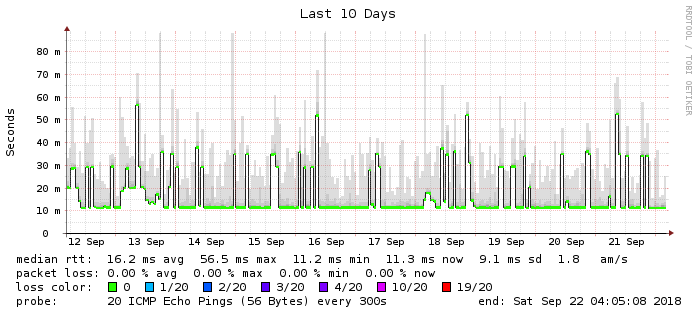 Last 10 Days
RRDTOOL / TOBI OETIKER
Seconds
80 m
70 m
60 m
50 m
40 m
30 m
20 m
10 m
0
12 Sep 13 Sep 14 Sep 15 Sep 16 Sep 17 Sep 18 Sep 19 Sep 20 Sep 21 Sep
median rtt: 16.2 ms avg 56.5 ms max 11.2 ms min 11.3 ms now 9.1 ms sd 1.8 am/s
packet loss: 0.00 % avg 0.00 % max 0.00 % min 0.00 % now
loss color: 0 1/20 2/20 3/20 4/20 10/20 19/20
probe: 20 ICMP Echo Pings (56 Bytes) every 300s end: Sat Sep 22 04:05:08 2018